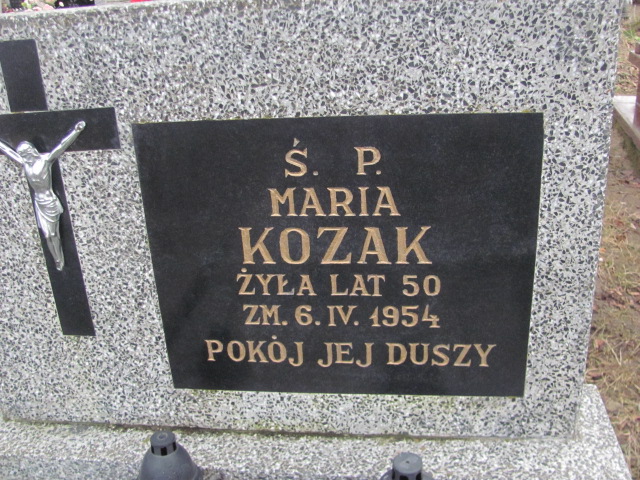 Ś. P.
MARIA
KOZAK
ŻYŁA LAT 50
ZM. 6. IV. 1954
POKÓJ JEJ DUSZY